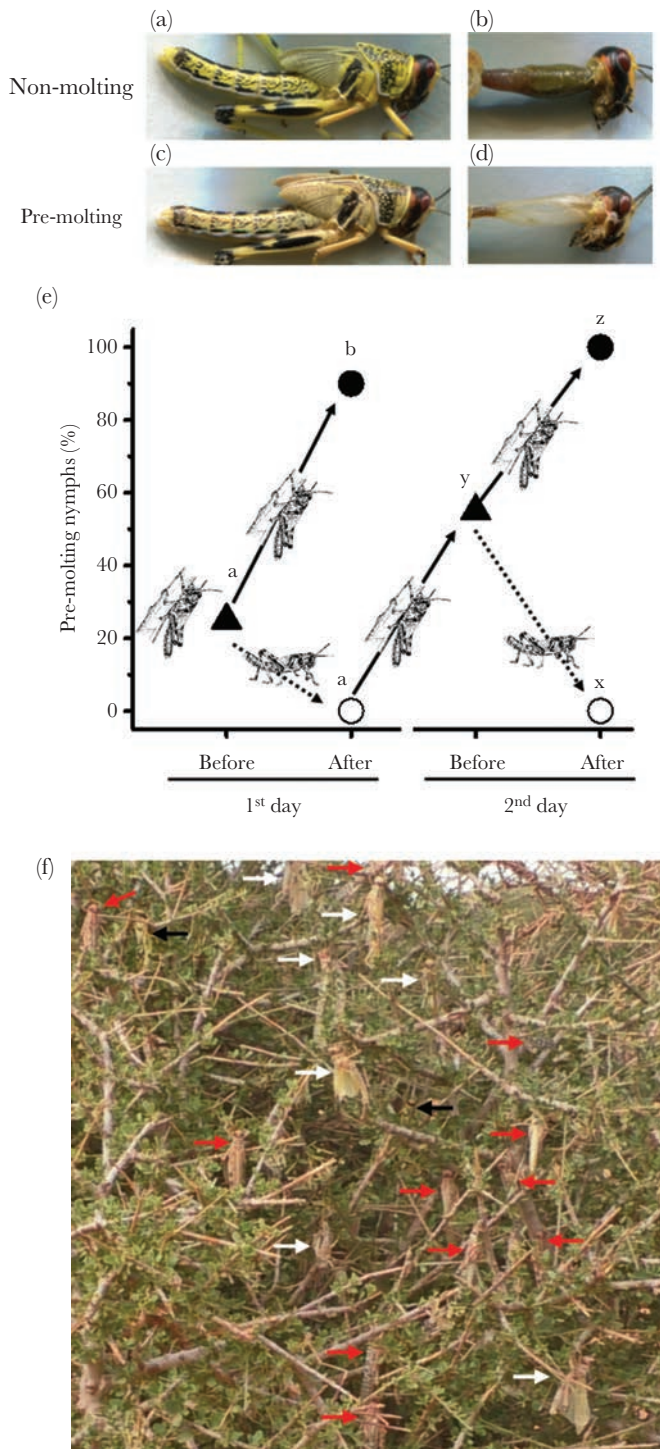 (a)
(b)
Non-molting
(c)
(d)
Pre-molting
(e)
Pre-molting nymphs (%)
100
80
60
40
20
0
a
b
a
y
z
x
Before
After
Before
After
1st day
2nd day
(f)